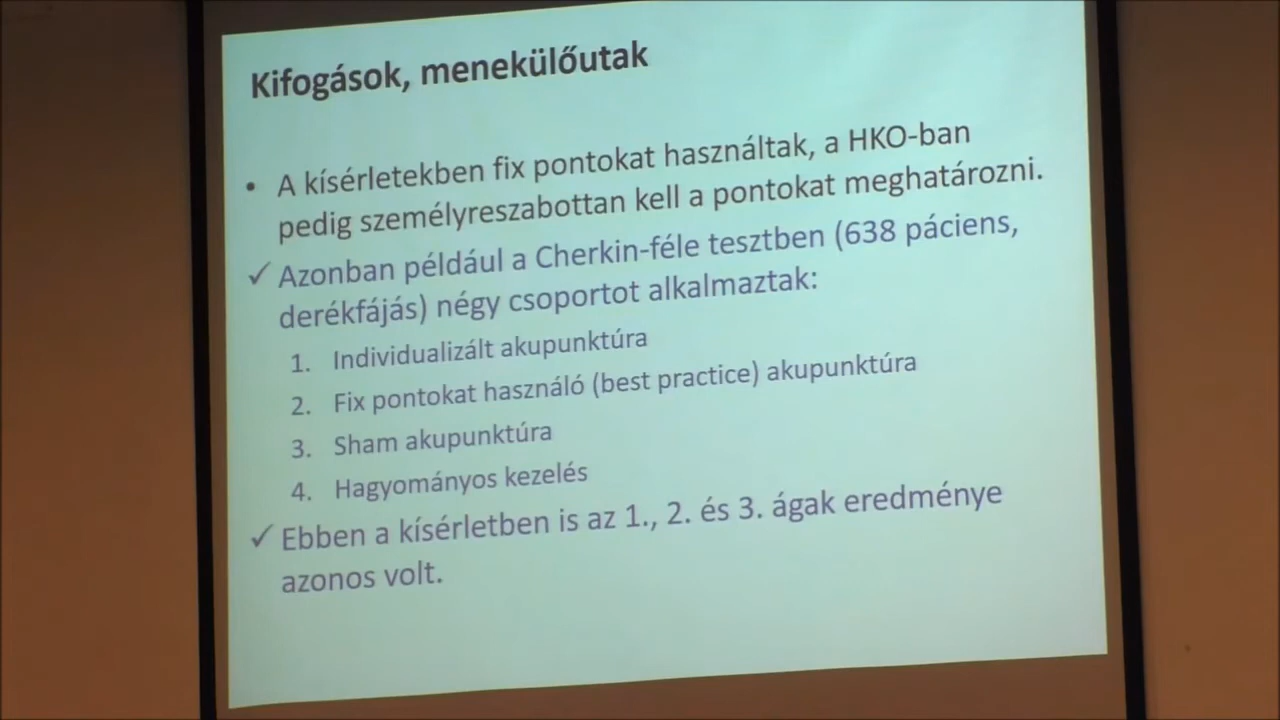 Kifogások, menekülőutak
• A kísérletekben fix pontokat használtak, a HKO-ban
pedig személyreszabottan kell a pontokat meghatározni.
✓ Azonban például a Cherkin-féle tesztben (638 páciens,
derékfájás) négy csoportot alkalmaztak:
1. Individualizált akupunktúra
2. Fix pontokat használó (best practice) akupunktúra
3. Sham akupunktúra
4. Hagyományos kezelés
✓ Ebben a kísérletben is az 1., 2. és 3. ágak eredménye
azonos volt.